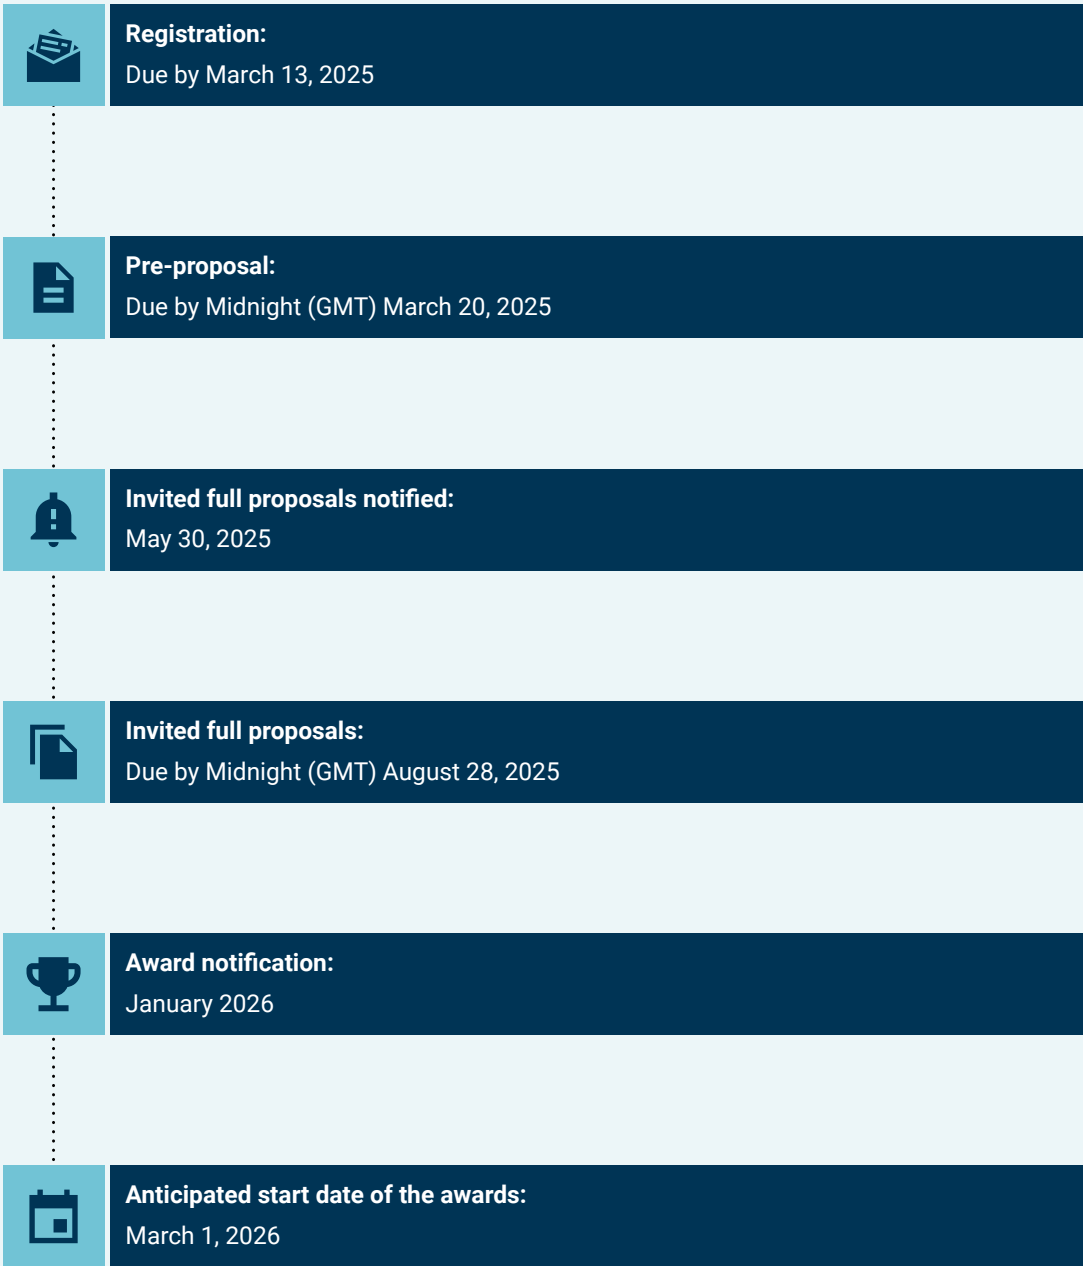 Registration:
Due by March 13, 2025
Pre-proposal:
Due by Midnight (GMT) March 20, 2025
Invited full proposals notified:
May 30, 2025
Invited full proposals:
Due by Midnight (GMT) August 28, 2025
Award notification:
January 2026
Anticipated start date of the awards:
March 1, 2026